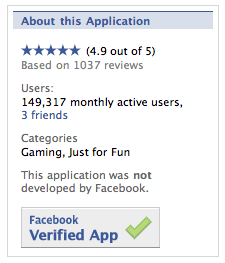 About this Application
★★★★★ (4.9 out of 5)
Based on 1037 reviews
Users:
149,317 monthly active users,
3 friends
Categories
Gaming, Just for Fun
This application was not
developed by Facebook.
Facebook
Verified App